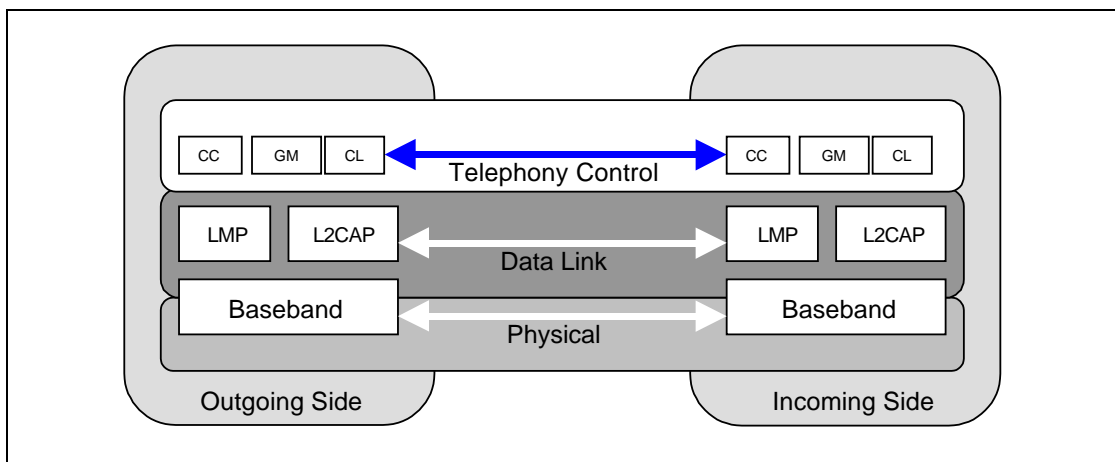 CC GM CL CC GM CL
Telephony Control
LMP L2CAP LMP L2CAP
Data Link
Baseband Baseband
Physical
Outgoing Side Incoming Side